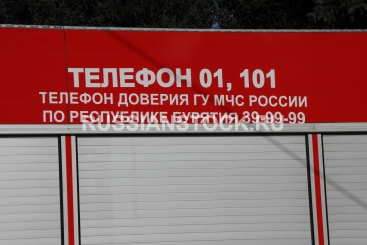 ТЕЛЕФОН 01, 101
ТЕЛЕФОН ДОВЕРИЯ ГУ МЧС РОССИИ
ПО РЕСПУБЛИКЕ БУРЯТИЯ 39-99-99
RUSSIANSTOCK.RU